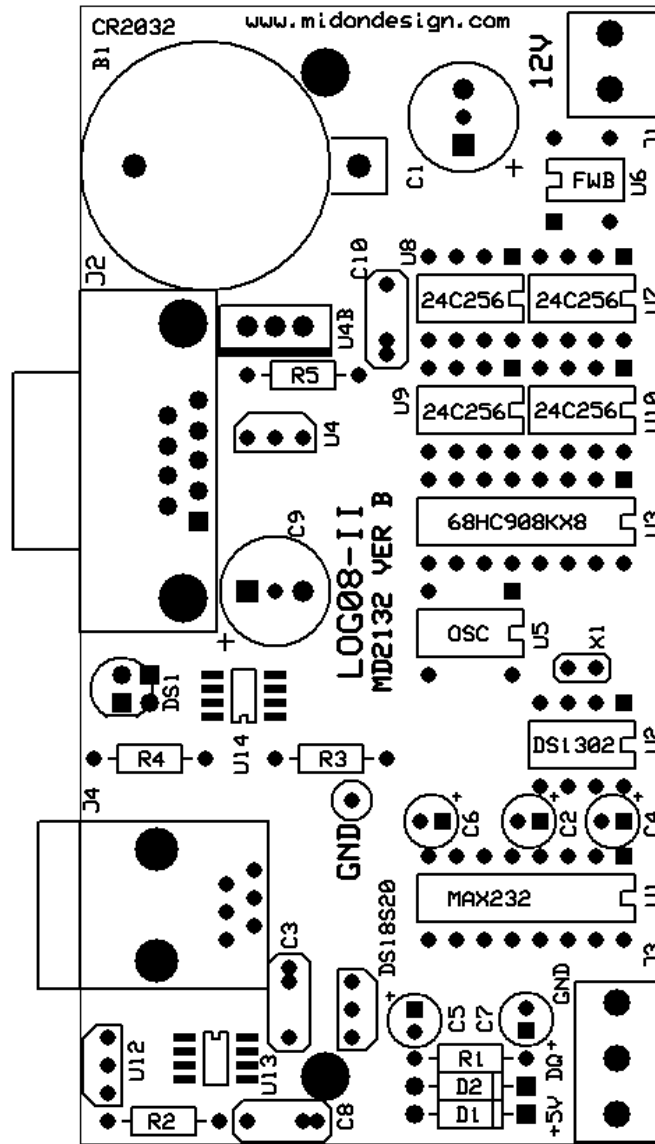 CR2032
www.midondesign.com
B1
12V
J1
C1
+
FWB
U6
J2
C10
U8
24C256
24C256
U7
U4B
R5
U9
24C256
24C256
U10
U4
C9
68HC908KX8
U3
LOG08-II
MD2132 VER B
+
OSC
U5
X1
DS1
U14
DS1302
U2
R4
R3
J4
GND
+
C6
+
C2
+
C4
MAX232
U1
C3
DS18S20
J3
+
C5
C7
GND
U12
U13
R1
DQ
+
D2
R2
C8
D1
+5V